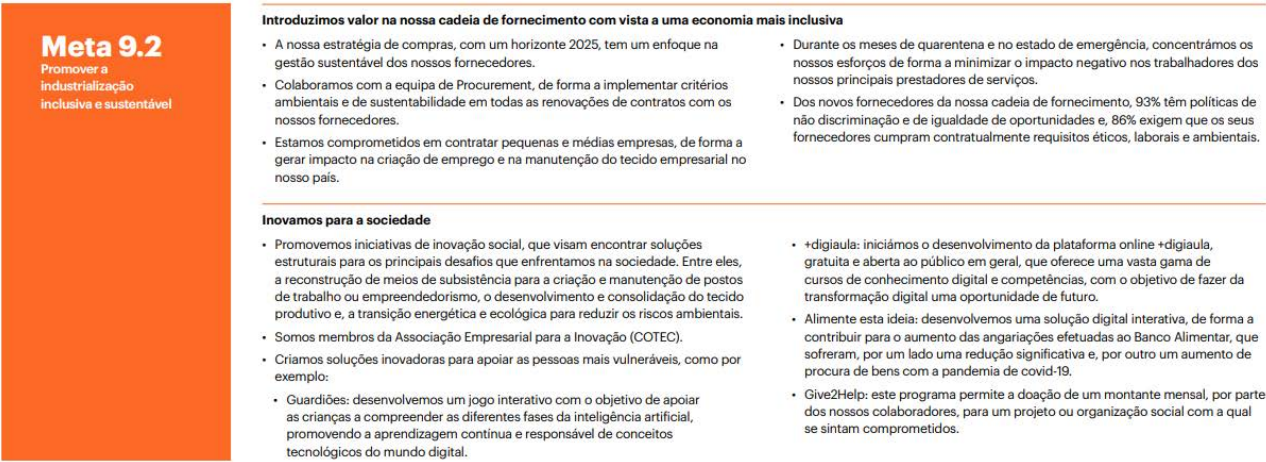 Meta 9.2
Promover a
industrialização
inclusiva e sustentável
Introduzimos valor na nossa cadeia de fornecimento com vista a uma economia mais inclusiva
• A nossa estratégia de compras, com um horizonte 2025, tem um enfoque na
gestão sustentável dos nossos fornecedores.
• Colaboramos com a equipa de Procurement, de forma a implementar critérios
ambientais e de sustentabilidade em todas as renovações de contratos com os
nossos fornecedores.
• Estamos comprometidos em contratar pequenas e médias empresas, de forma a
gerar impacto na criação de emprego e na manutenção do tecido empresarial no
nosso país.
• Durante os meses de quarentena e no estado de emergência, concentrámos os
nossos esforços de forma a minimizar o impacto negativo nos trabalhadores dos
nossos principais prestadores de serviços.
• Dos novos fornecedores da nossa cadeia de fornecimento, 93% têm políticas de
não discriminação e de igualdade de oportunidades e, 86% exigem que os seus
fornecedores cumpram contratualmente requisitos éticos, laborais e ambientais.
Inovamos para a sociedade
• Promovemos iniciativas de inovação social, que visam encontrar soluções
estruturais para os principais desafios que enfrentamos na sociedade. Entre eles,
a reconstrução de meios de subsistência para a criação e manutenção de postos
de trabalho ou empreendedorismo, o desenvolvimento e consolidação do tecido
produtivo e, a transição energética e ecológica para reduzir os riscos ambientais.
• Somos membros da Associação Empresarial para a Inovação (COTEC).
• Criamos soluções inovadoras para apoiar as pessoas mais vulneráveis, como por
exemplo:
• Guardiões: desenvolvemos um jogo interativo com o objetivo de apoiar
as crianças a compreender as diferentes fases da inteligência artificial,
promovendo a aprendizagem contínua e responsável de conceitos
tecnológicos do mundo digital.
• +digiaula: iniciámos o desenvolvimento da plataforma online +digiaula,
gratuita e aberta ao público em geral, que oferece uma vasta gama de
cursos de conhecimento digital e competências, com o objetivo de fazer da
transformação digital uma oportunidade de futuro.
• Alimente esta ideia: desenvolvemos uma solução digital interativa, de forma a
contribuir para o aumento das angariações efetuadas ao Banco Alimentar, que
sofreram, por um lado uma redução significativa e, por outro um aumento de
procura de bens com a pandemia de covid-19.
• Give2Help: este programa permite a doação de um montante mensal, por parte
dos nossos colaboradores, para um projeto ou organização social com a qual
se sintam comprometidos.